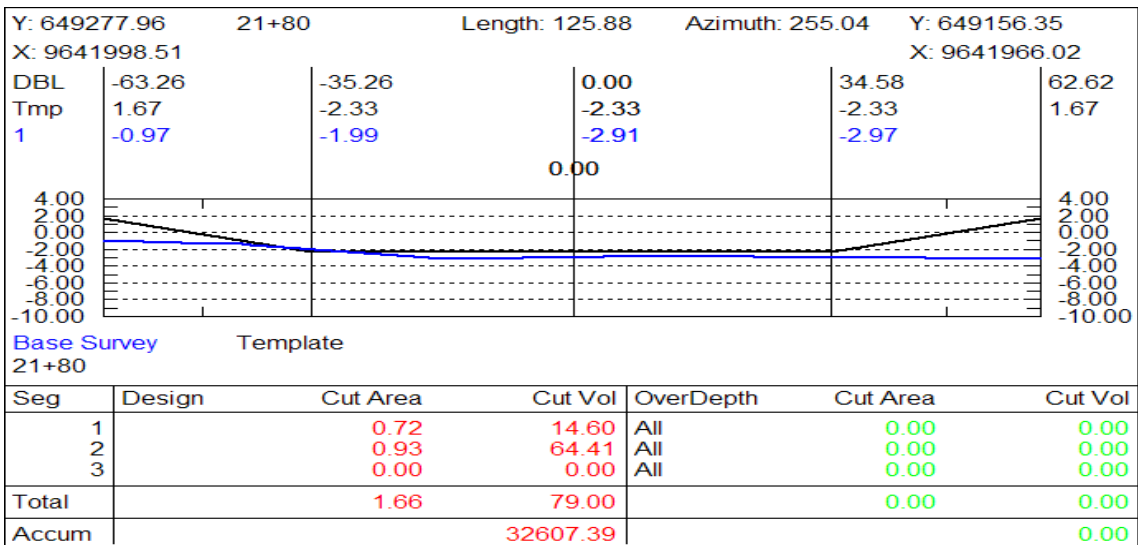 Y: 649277.96 21+80 Length: 125.88 Azimuth: 255.04 Y: 649156.35
X: 9641998.51 X: 9641966.02
DBL -63.26 -35.26 0.00 34.58 62.62
Tmp 1.67 -2.33 -2.33 -2.33 1.67
1 -0.97 -1.99 -2.91 -2.97
0.00
4.00 4.00
2.00 2.00
0.00 0.00
-2.00 -2.00
-4.00 -4.00
-6.00 -6.00
-8.00 -8.00
-10.00 -10.00
Base Survey Template
21+80
Seg Design Cut Area Cut Vol OverDepth Cut Area Cut Vol
1 0.72 14.60 All 0.00 0.00
2 0.93 64.41 All 0.00 0.00
3 0.00 0.00 All 0.00 0.00
Total 1.66 79.00 0.00 0.00
Accum 32607.39 0.00